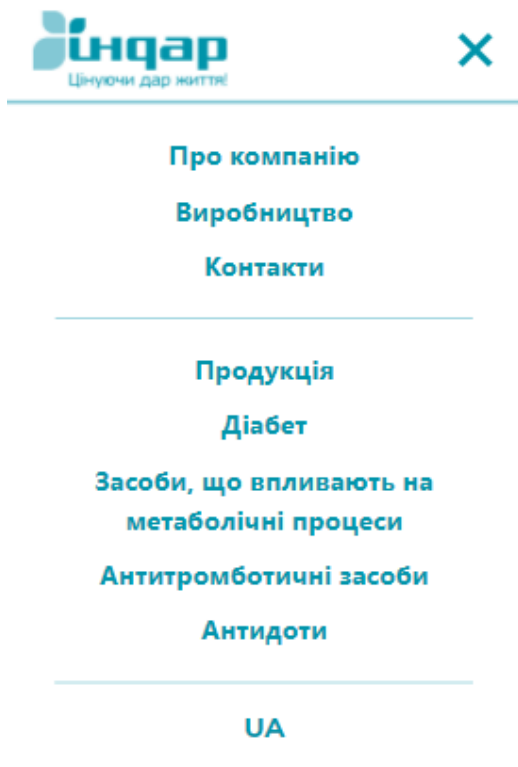 індар
Цінуючи дар життя!
Про компанію
Виробництво
Контакти
Продукція
Діабет
Засоби, що впливають на
метаболічні процеси
Антитромботичні засоби
Антидоти
UA